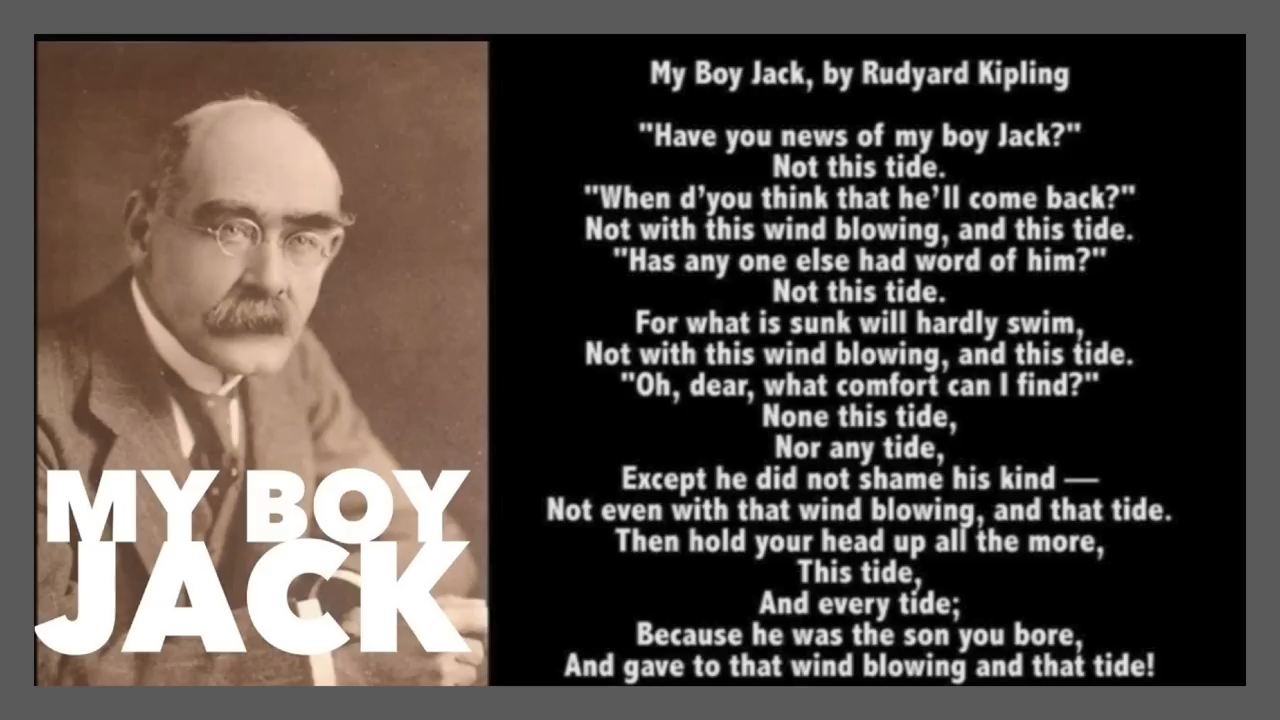 MY BOY
JACK
My Boy Jack, by Rudyard Kipling
"Have you news of my boy Jack?"
Not this tide.
"When d’you think that he’ll come back?"
Not with this wind blowing, and this tide.
"Has any one else had word of him?"
Not this tide.
For what is sunk will hardly swim,
Not with this wind blowing, and this tide.
"Oh, dear, what comfort can I find?"
None this tide,
Nor any tide,
Except he did not shame his kind —
Not even with that wind blowing, and that tide.
Then hold your head up all the more,
This tide,
And every tide;
Because he was the son you bore,
And gave to that wind blowing and that tide!